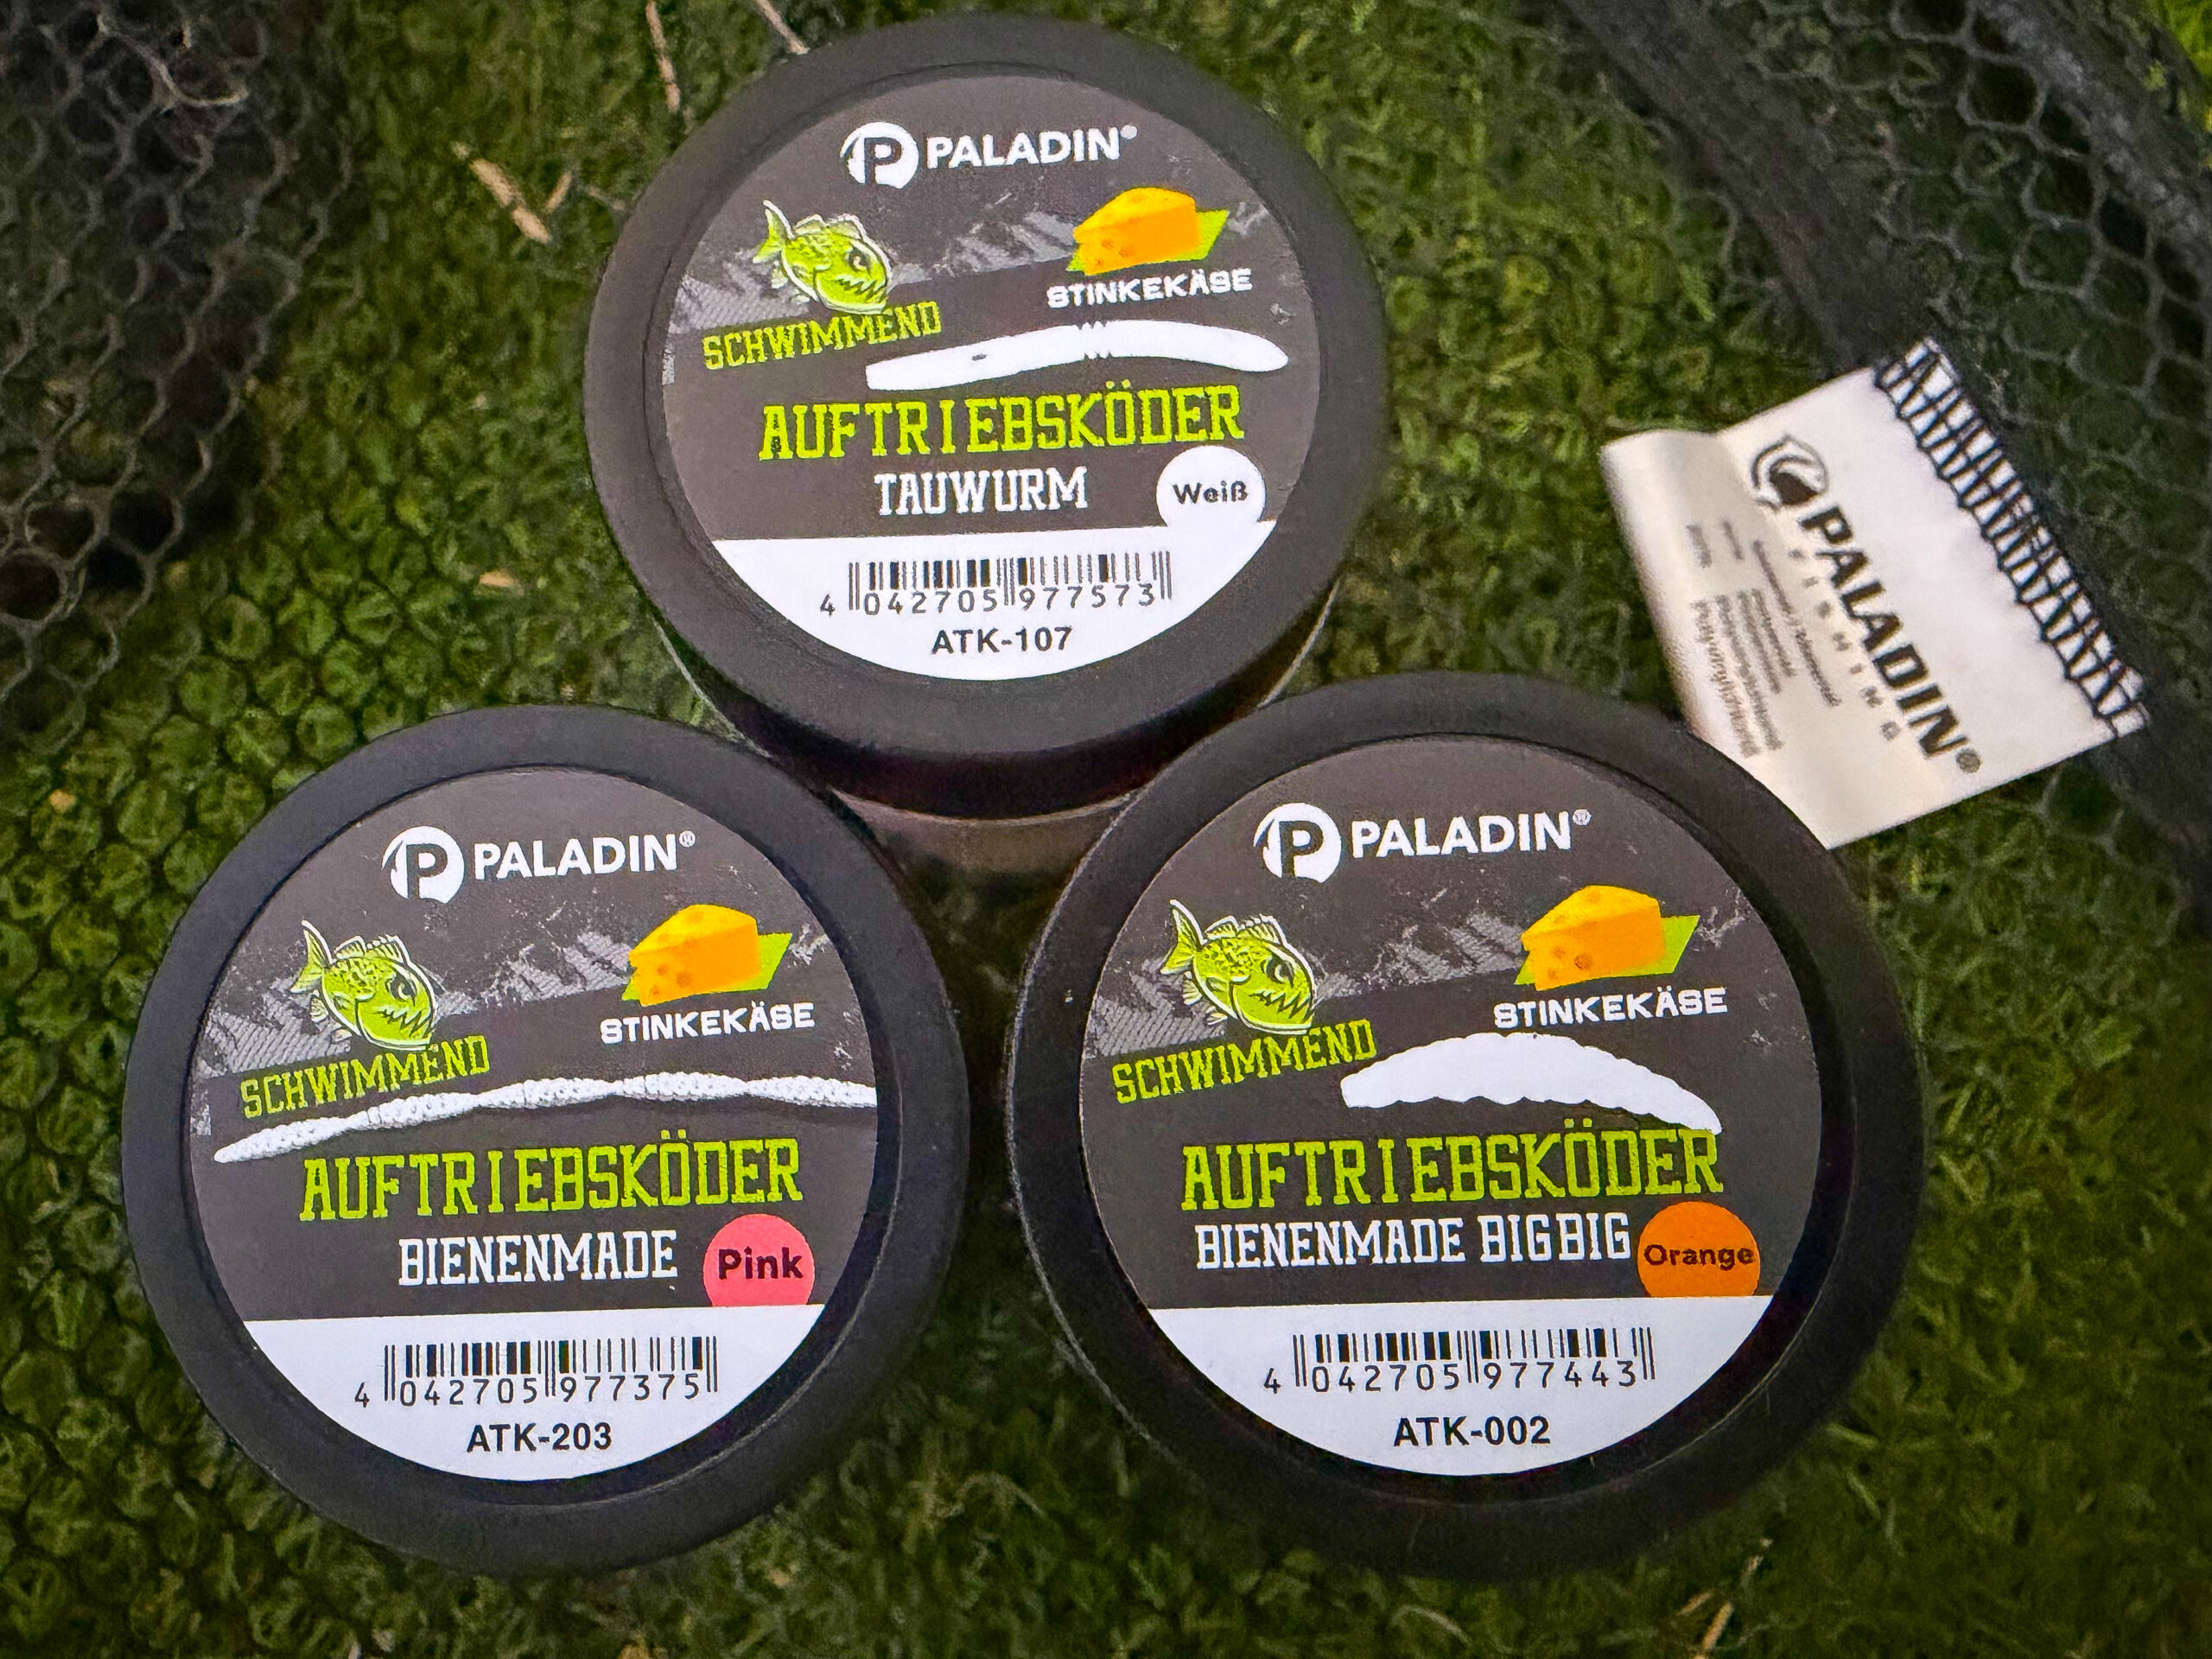 PALADIN®
STINKEKÄSE
SCHWIMMEND
AUFTRIEBSKÖDER
TAUWURM
Weiß
4 042705 977573
ATK-107
PALADIN®
FISHING
PALADIN®
STINKEKÄSE
SCHWIMMEND
AUFTRIEBSKÖDER
BIENENMADE
Pink
4 042705 977375
ATK-203
PALADIN®
STINKEKÄSE
SCHWIMMEND
AUFTRIEBSKÖDER
BIENENMADE BIGBIG
Orange
4 042705 977443
ATK-002